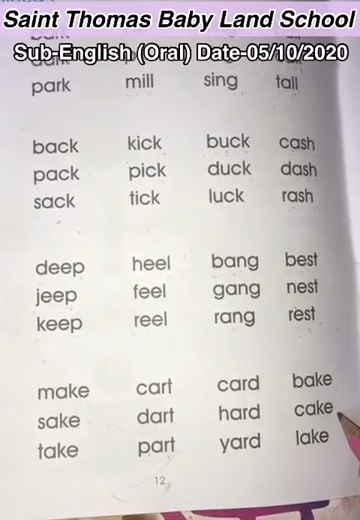 Saint Thomas Baby Land School
Sub-English (Oral) Date-05/10/2020
park mill sing tall
back kick buck cash
pack pick duck dash
sack tick luck rash
deep heel bang best
jeep feel gang nest
keep reel rang rest
make cart card bake
sake dart hard cake
take part yard lake
12